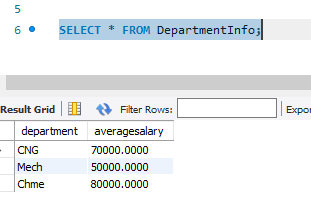 5
6 SELECT * FROM DepartmentInfo;
Result Grid Filter Rows: Expor
department averagesalary
CNG 70000.0000
Mech 50000.0000
Chme 80000.0000